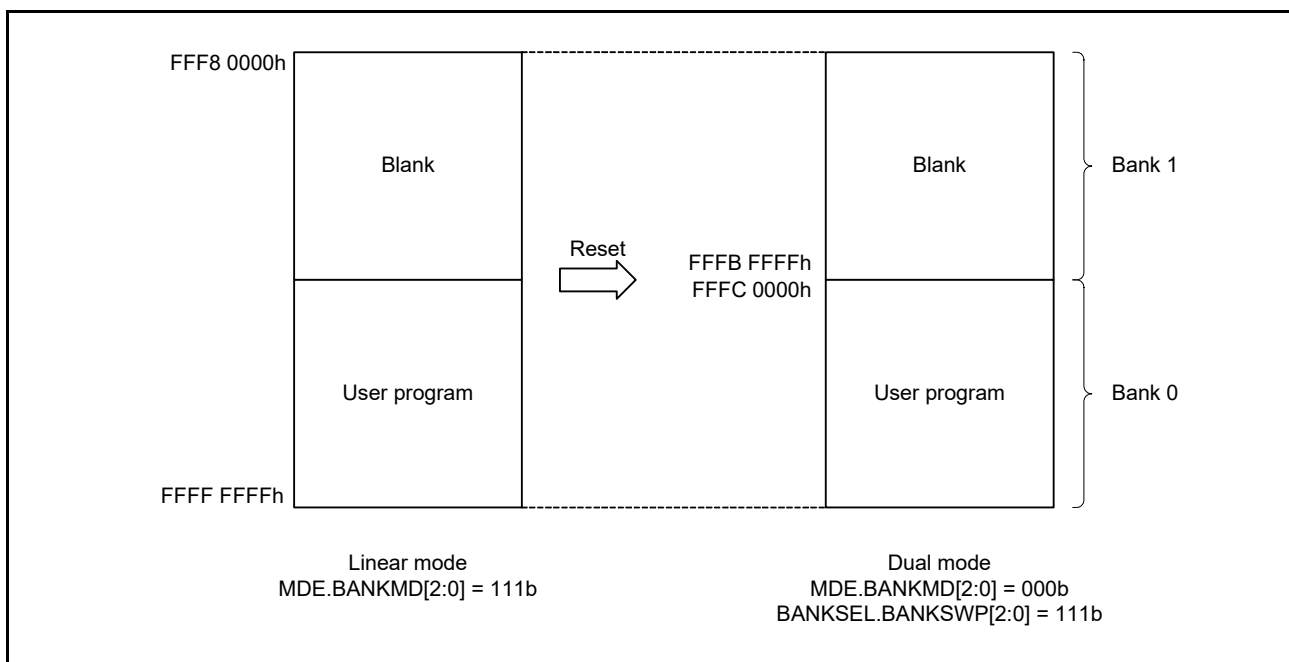 FFF8 0000h
Blank
Blank
Bank 1
Reset
FFFB FFFFh
FFFC 0000h
User program
User program
Bank 0
FFFF FFFFh
Linear mode
MDE.BANKMD[2:0] = 111b
Dual mode
MDE.BANKMD[2:0] = 000b
BANKSEL.BANKSWP[2:0] = 111b